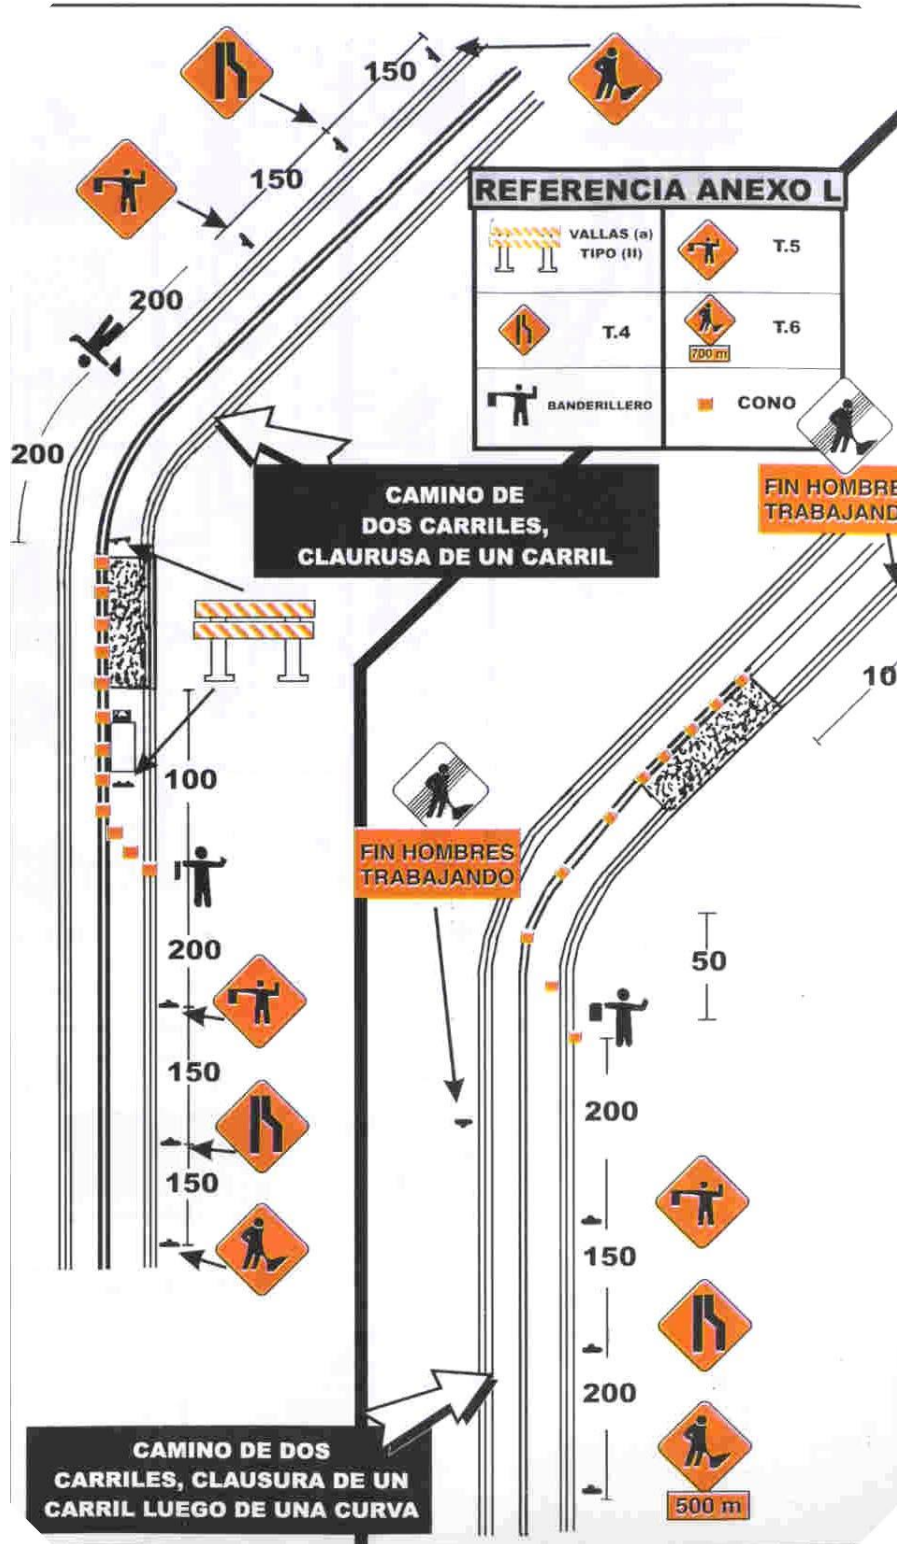 150
150
200
200
REFERENCIA ANEXO L
VALLAS (a)
TIPO (II)
T.5
T.4
T.6
700 m
BANDERILLERO
CONO
CAMINO DE
DOS CARRILES,
CLAURUSA DE UN CARRIL
FIN HOMBRE
TRABAJAND
10
100
FIN HOMBRES
TRABAJANDO
200
50
150
200
150
150
200
500 m
CAMINO DE DOS
CARRILES, CLAUSURA DE UN
CARRIL LUEGO DE UNA CURVA